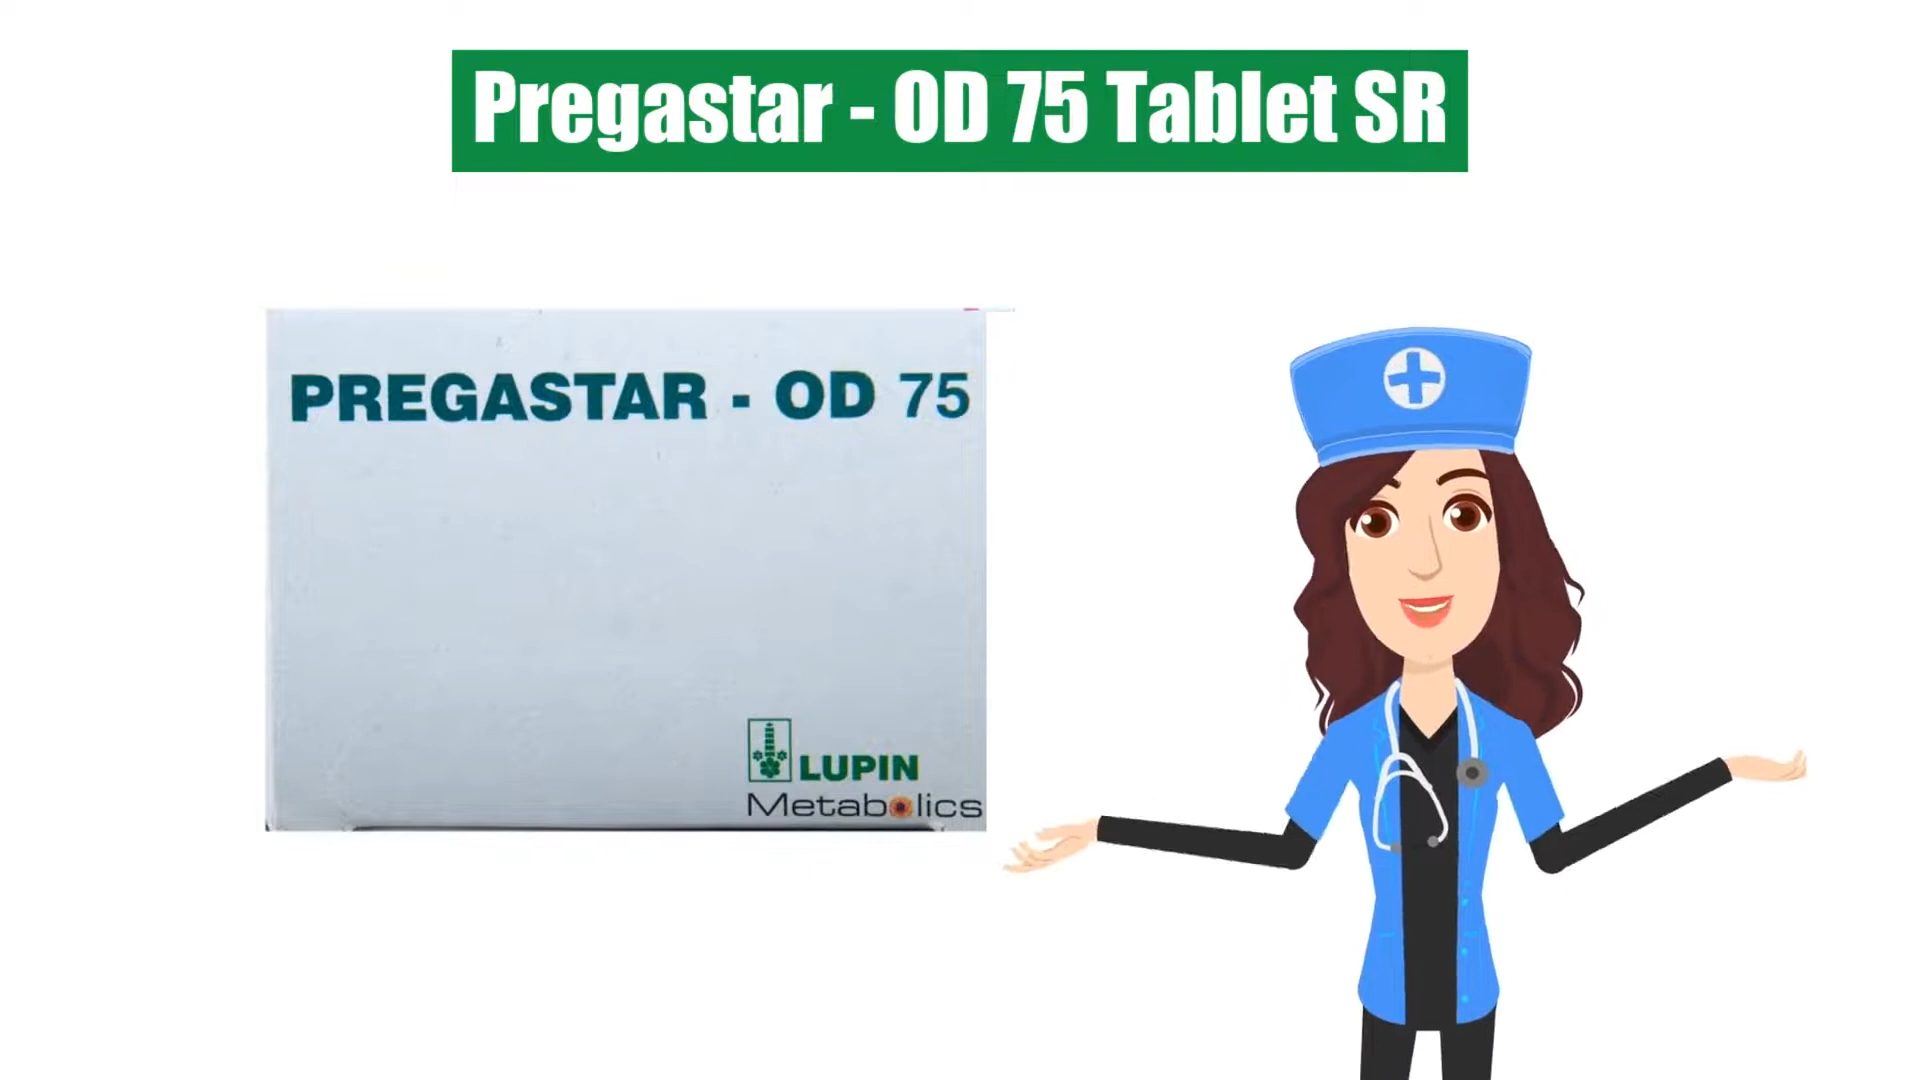 Pregastar - OD 75 Tablet SR
PREGASTAR - OD 75
LUPIN
Metabolics